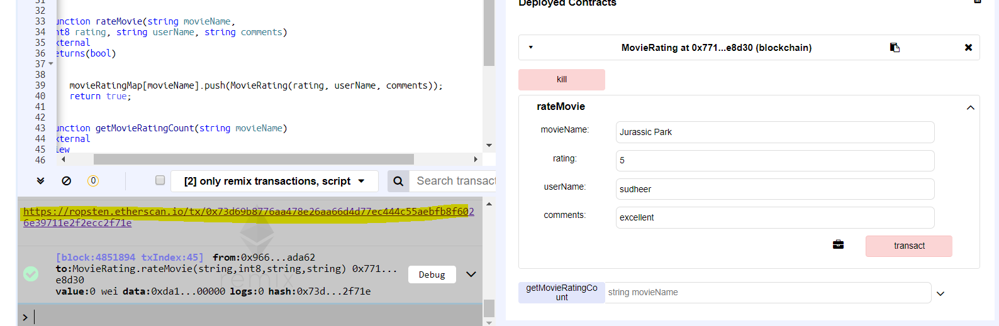 31
32
33 unction rateMovie(string movieName,
34 nt8 rating, string userName, string comments)
35 xternal
36 eturns(bool)
37
38
39 movieRatingMap[movieName].push(MovieRating(rating, userName, comments));
40 return true;
41
42
43 unction getMovieRatingCount(string movieName)
44 xternal
45 iew
46
0
[2] only remix transactions, script
Search transact
https://ropsten.etherscan.io/tx/0x73d69b8776aa478e26aa66d4d77ec444c55aebfb8f602
6e39711e2f2ecc2f71e
[block:4851894 txIndex:45] from:0x966...ada62
to:MovieRating.rateMovie(string,int8,string,string) 0x771...
e8d30
value:0 wei data:0xda1...00000 logs:0 hash:0x73d...2f71e
Debug
remix
>
Deployed Contracts
MovieRating at 0x771...e8d30 (blockchain)
kill
rateMovie
movieName: Jurassic Park
rating: 5
userName: sudheer
comments: excellent
transact
getMovieRatingCo
unt
string movieName